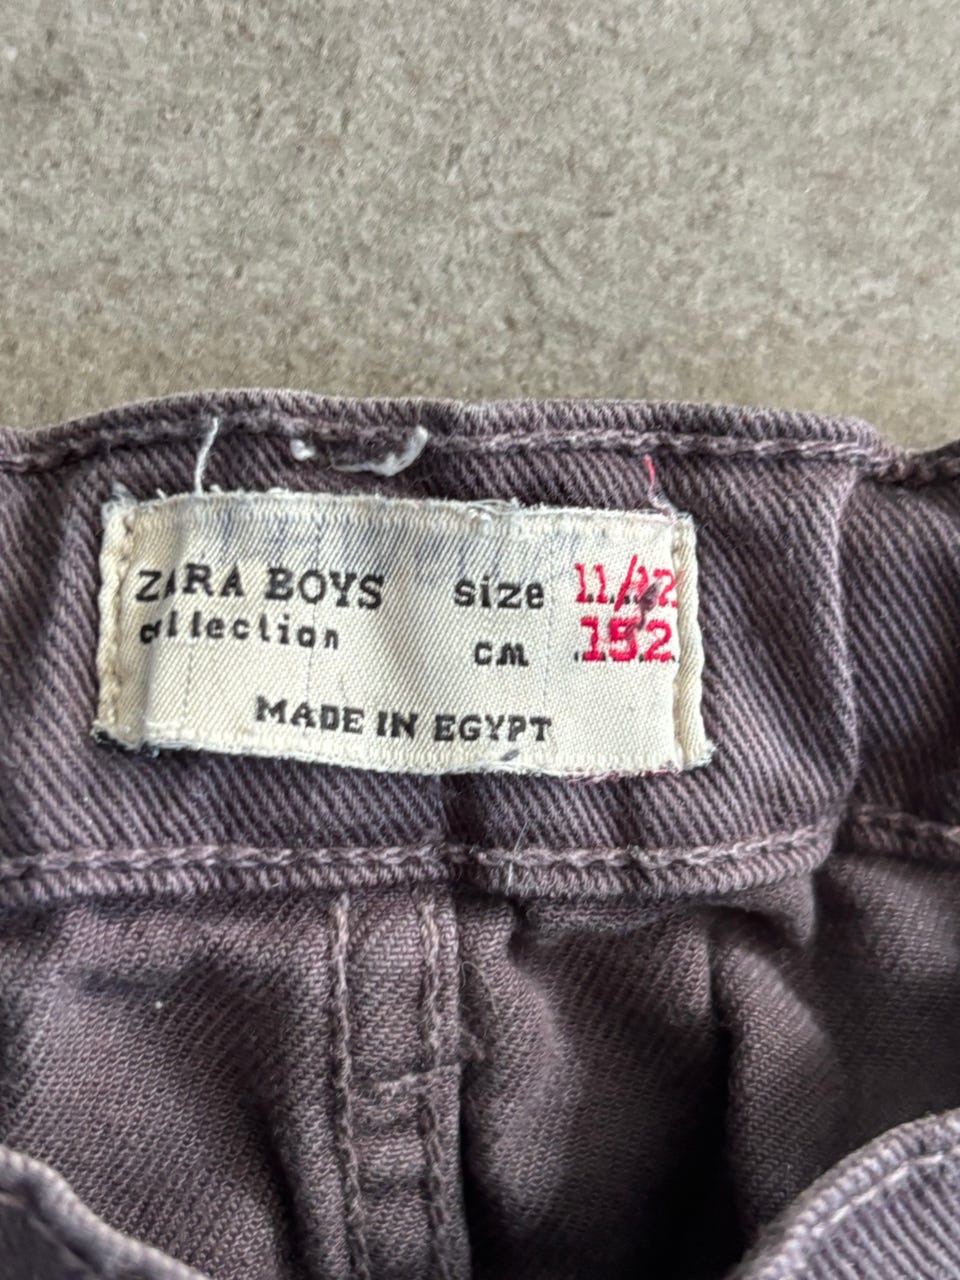 ZARA BOYS size 11/12
collection cm 152
MADE IN EGYPT